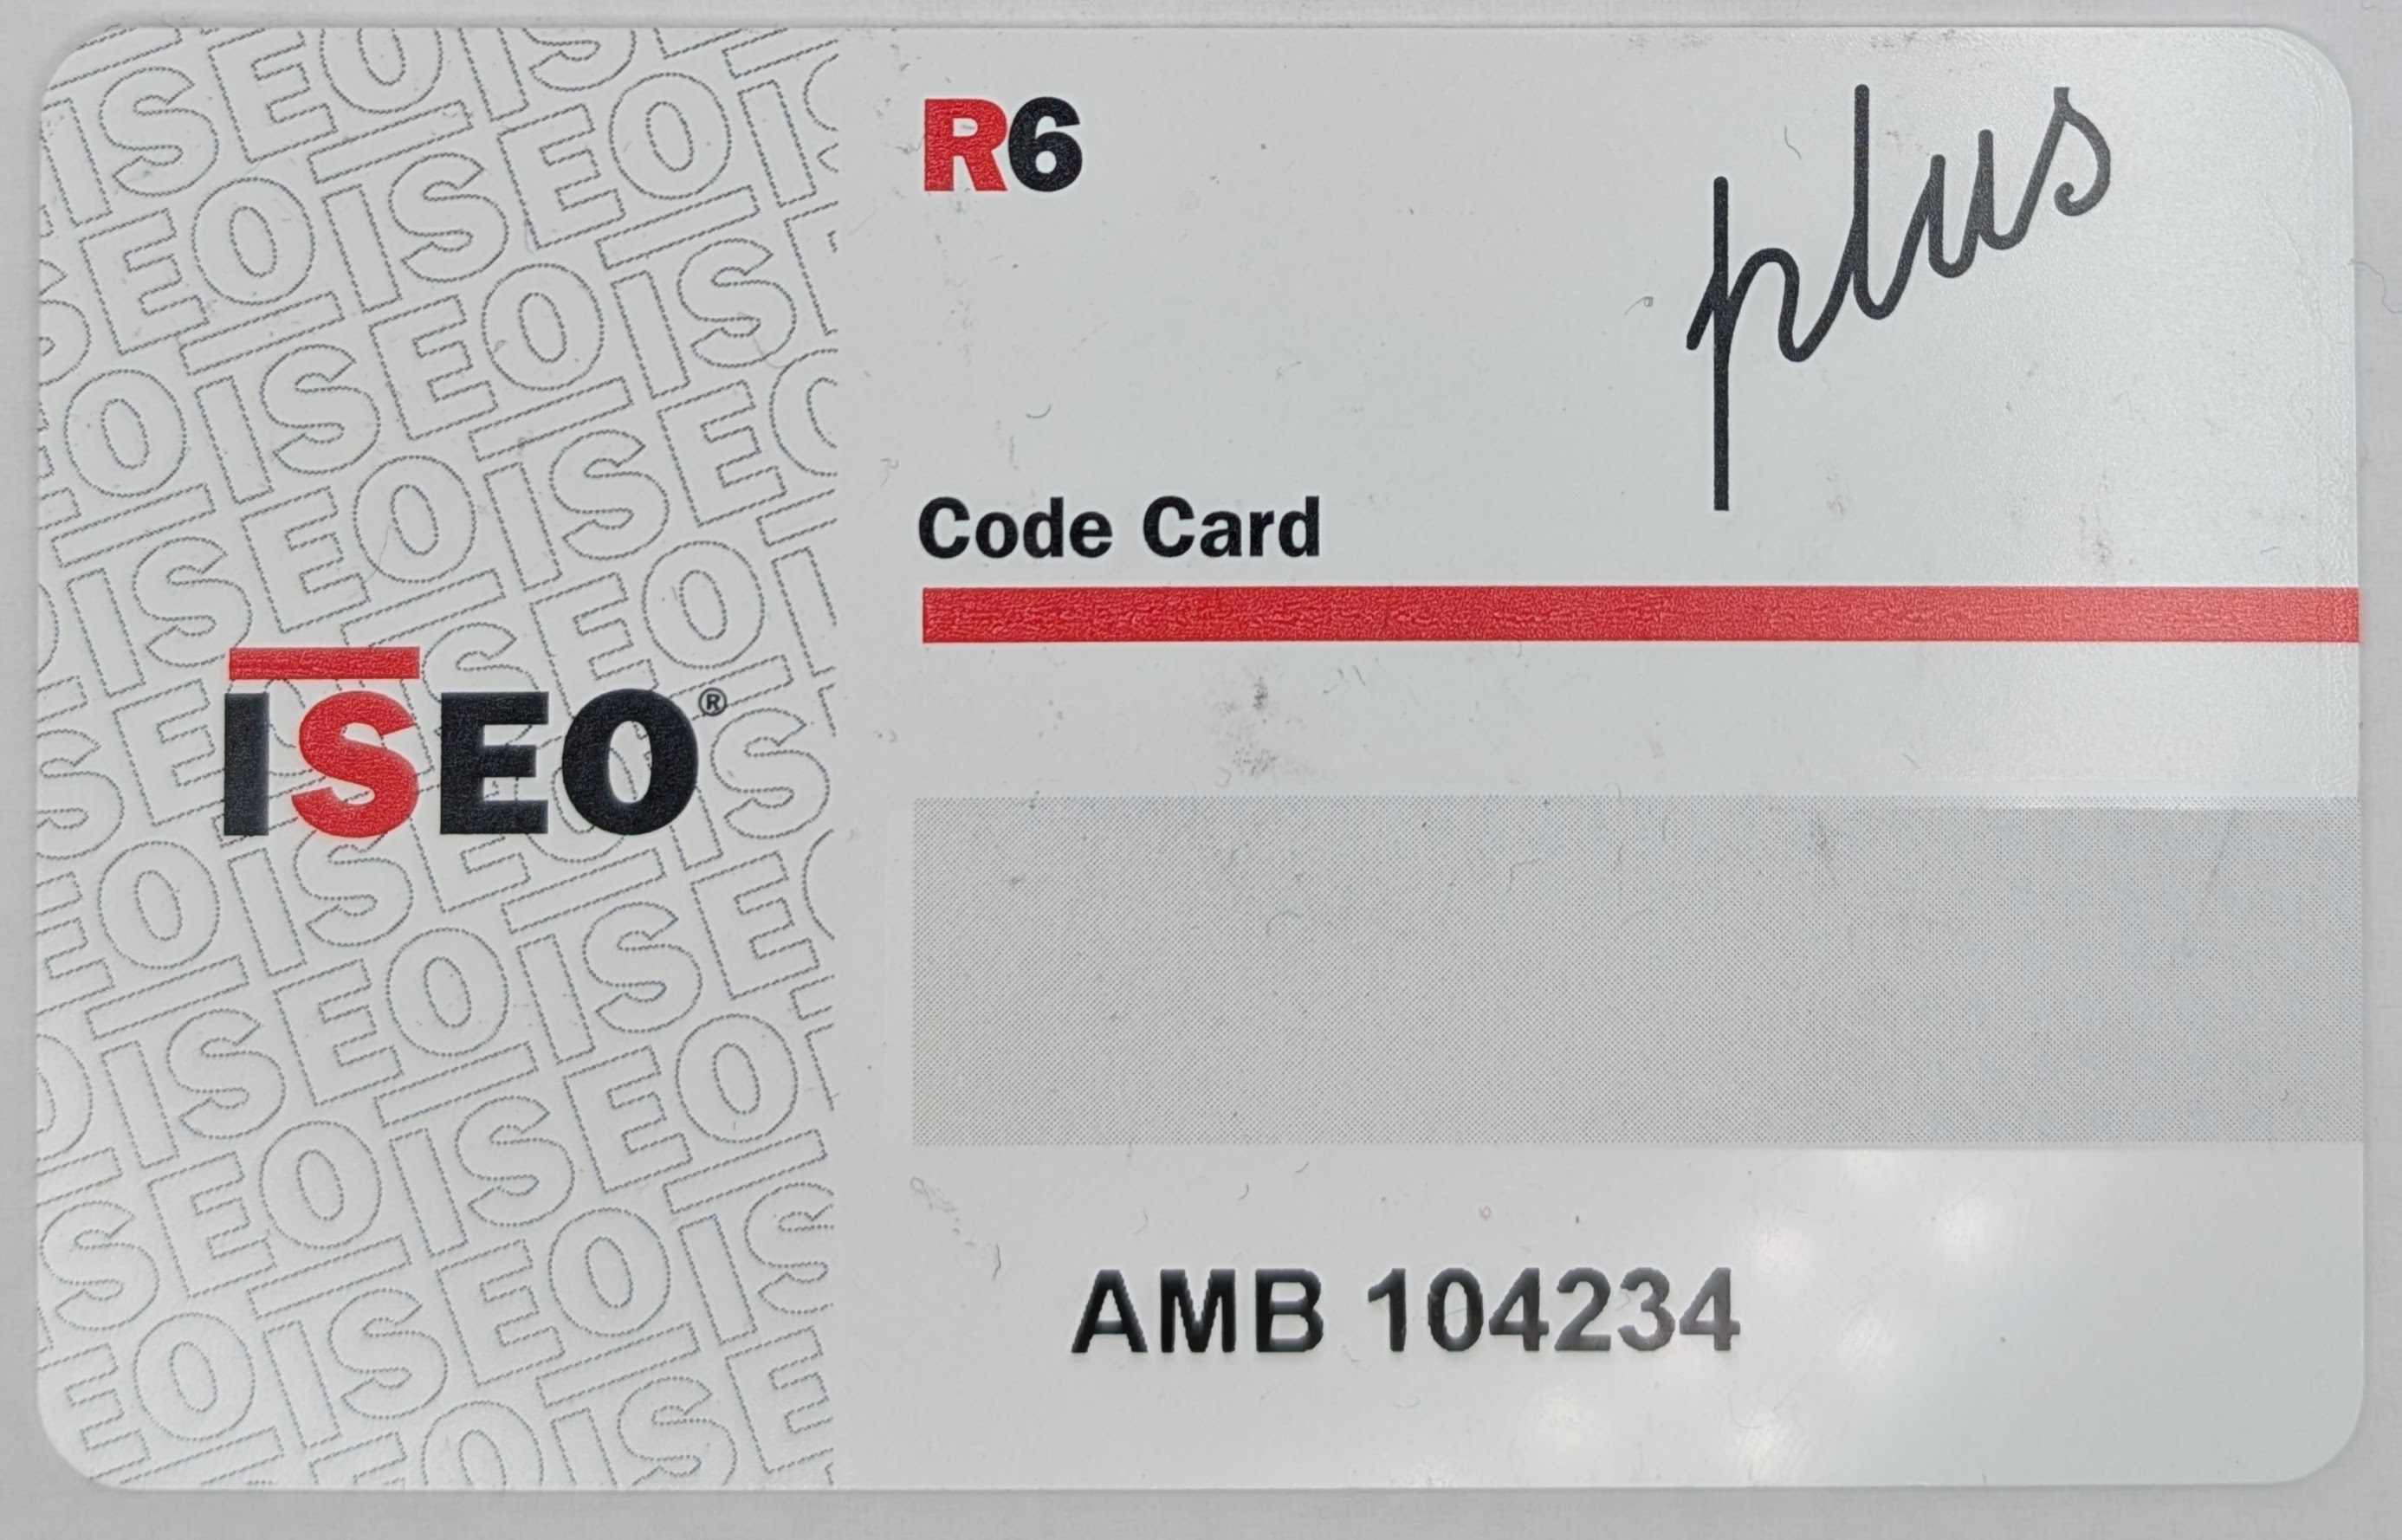 R6
plus
Code Card
ISEO®
AMB 104234